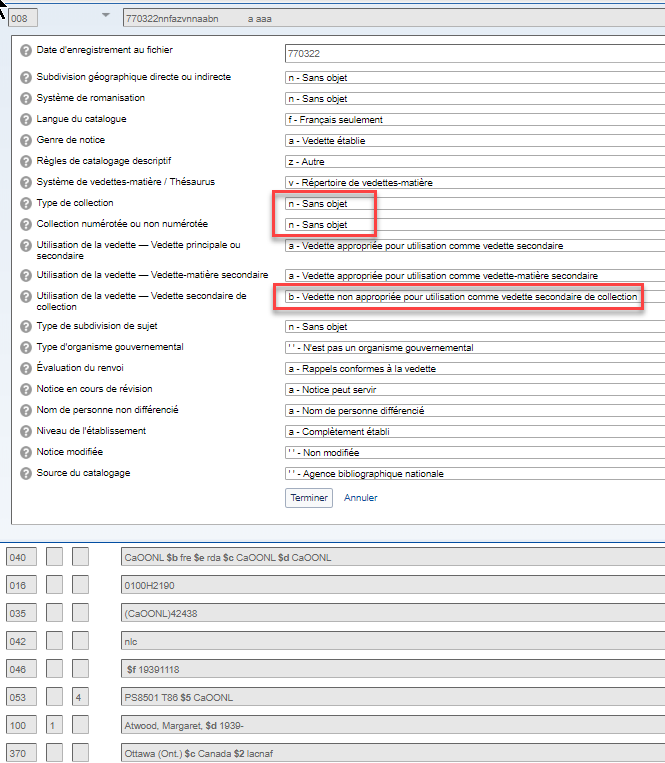 008 770322nnfazvnnaabn a aaa
Date d'enregistrement au fichier 770322
Subdivision géographique directe ou indirecte n - Sans objet
Système de romanisation n - Sans objet
Langue du catalogue f - Français seulement
Genre de notice a - Vedette établie
Règles de catalogage descriptif z - Autre
Système de vedettes-matière / Thésaurus v - Répertoire de vedettes-matière
Type de collection n - Sans objet
Collection numérotée ou non numérotée n - Sans objet
Utilisation de la vedette — Vedette principale ou a - Vedette appropriée pour utilisation comme vedette secondaire
secondaire
Utilisation de la vedette — Vedette-matière secondaire a - Vedette appropriée pour utilisation comme vedette-matière secondaire
Utilisation de la vedette — Vedette secondaire de b - Vedette non appropriée pour utilisation comme vedette secondaire de collection
collection
Type de subdivision de sujet n - Sans objet
Type d'organisme gouvernemental ' ' - N'est pas un organisme gouvernemental
Évaluation du renvoi a - Rappels conformes à la vedette
Notice en cours de révision a - Notice peut servir
Nom de personne non différencié a - Nom de personne différencié
Niveau de l'établissement a - Complètement établi
Notice modifiée ' ' - Non modifiée
Source du catalogage ' ' - Agence bibliographique nationale
Terminer Annuler
040 CaOONL $b fre $e rda $c CaOONL $d CaOONL
016 0100H2190
035 (CaOONL)42438
042 nlc
046 $f 19391118
053 4 PS8501 T86 $5 CaOONL
100 1 Atwood, Margaret, $d 1939-
370 Ottawa (Ont.) $c Canada $2 lacnaf